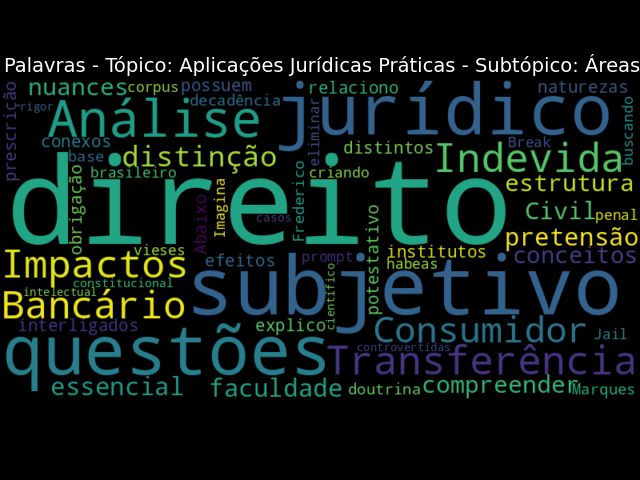 Palavras - Tópico: Aplicações Jurídicas Práticas - Subtópico: Áreas
nuances corpus possuem relaciono naturezas
rigor decadência
prescrição Análise jurídico
eliminar buscando
conexos distintos Break
base distinção Indevida
brasileiro criando
direito estrutura
obrigação Abaixo Imagina Frederico
casos Civil penal
potestativo pretensão
vieses institutos
Impactos efeitos prompt habeas conceitos
constitucional científico
intelectual subjetivo
Bancário
interligados explico Consumidor Jail
questões controvertidas
Transferência
essencial faculdade doutrina compreender Marques